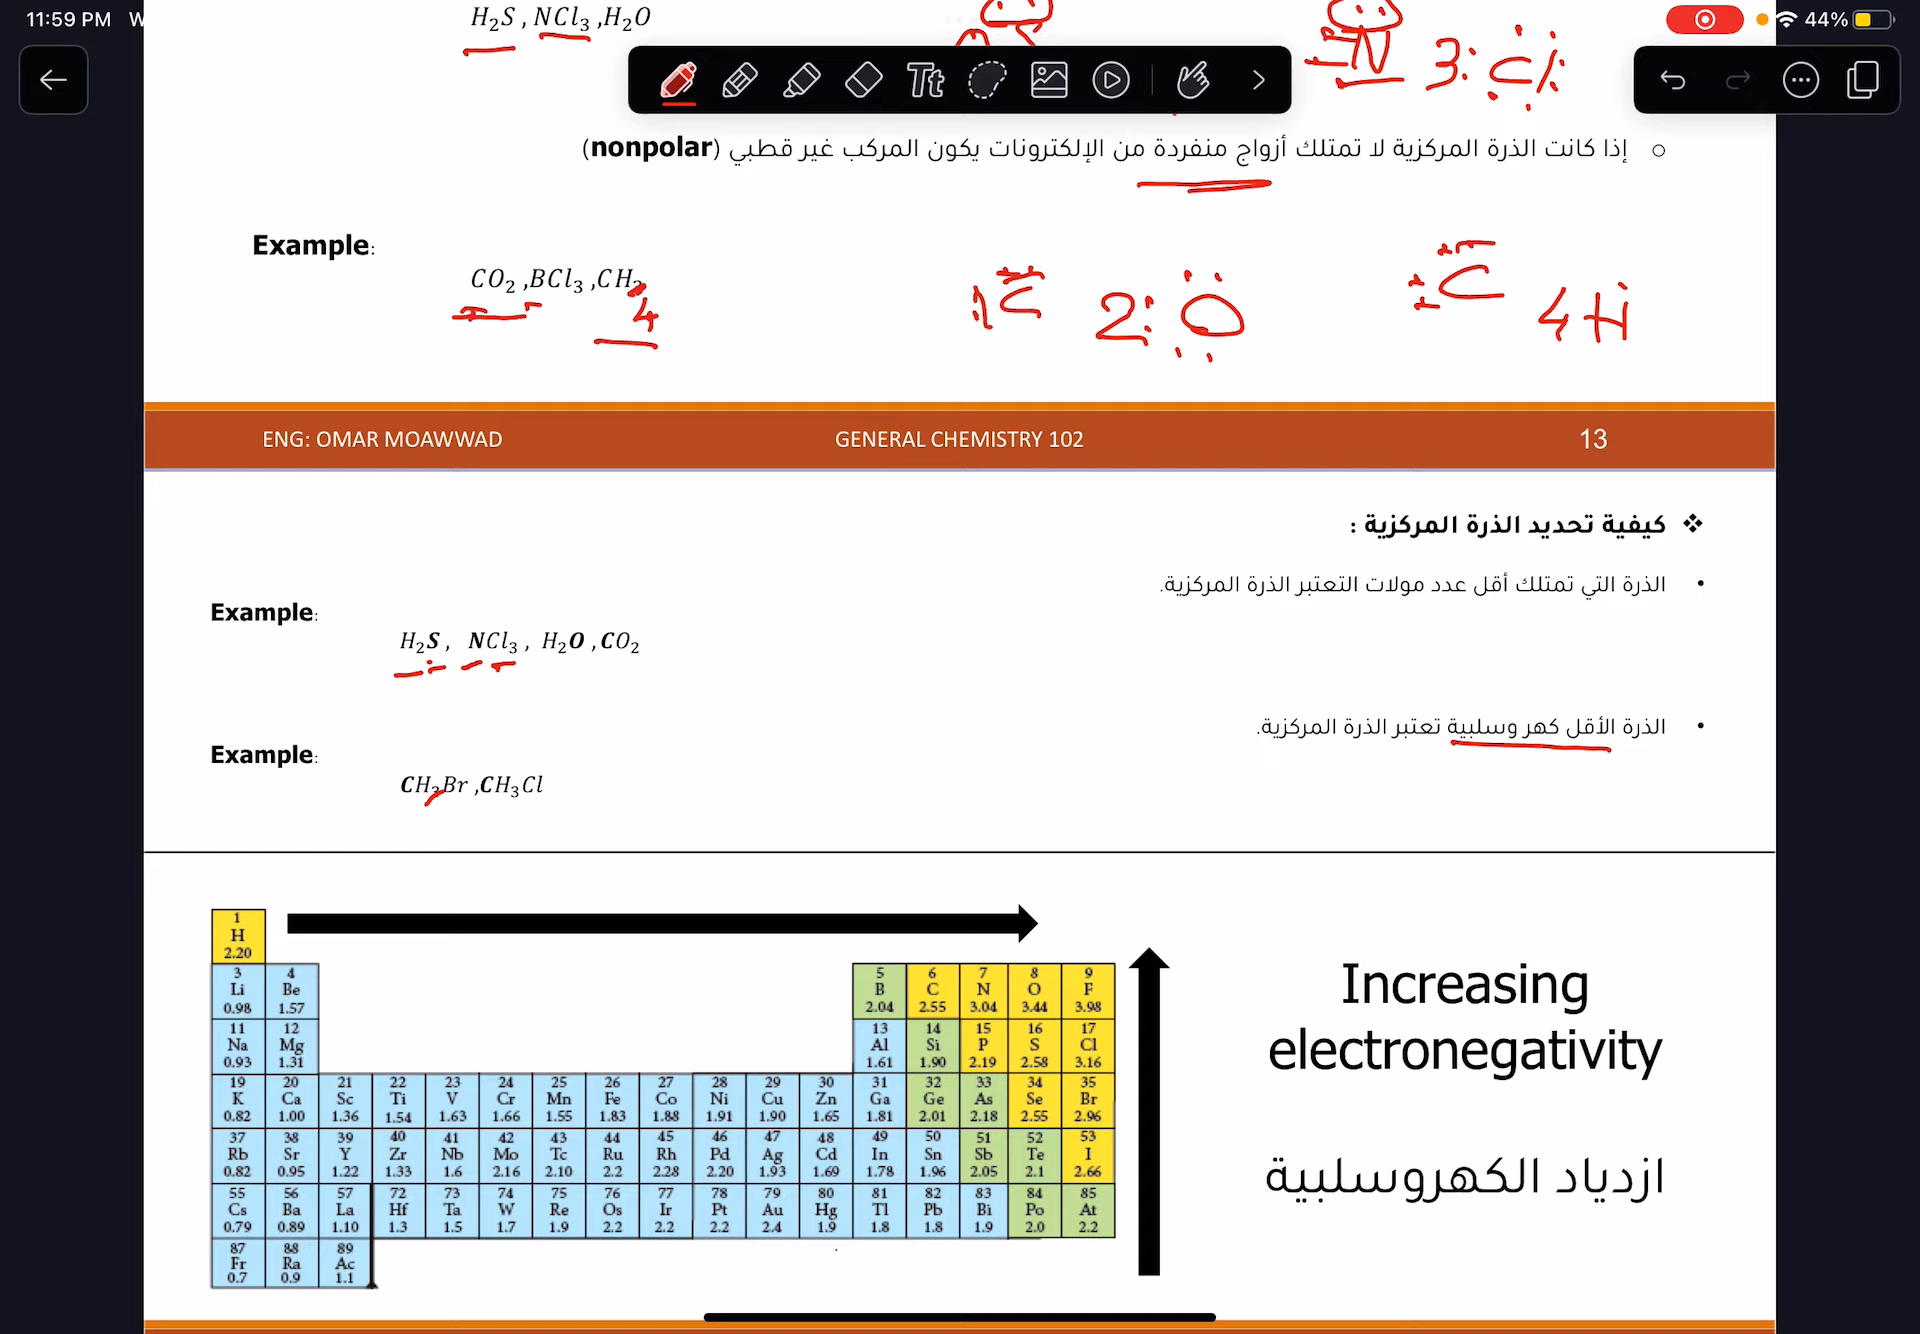 11:59 PM W
44%
H₂S , NCl₃ ,H₂O
Tt
N 3 Cl
إذا كانت الذرة المركزية لا تمتلك أزواج منفردة من الإلكترونات يكون المركب غير قطبي (nonpolar)
Example:
CO₂ ,BCl₃ ,CH
4
1C 2:O C 4H
ENG: OMAR MOAWWAD GENERAL CHEMISTRY 102 13
كيفية تحديد الذرة المركزية :
الذرة التي تمتلك أقل عدد مولات التعتبر الذرة المركزية.
Example:
H₂S , NCl₃ , H₂O ,CO₂
الذرة الأقل كهروسلبية تعتبر الذرة المركزية.
Example:
CH₃Br ,CH₃Cl
1
H
2.20
3 4 5 6 7 8 9
Li Be B C N O F
0.98 1.57 2.04 2.55 3.04 3.44 3.98
11 12 13 14 15 16 17
Na Mg Al Si P S Cl
0.93 1.31 1.61 1.90 2.19 2.58 3.16
19 20 21 22 23 24 25 26 27 28 29 30 31 32 33 34 35
K Ca Sc Ti V Cr Mn Fe Co Ni Cu Zn Ga Ge As Se Br
0.82 1.00 1.36 1.54 1.63 1.66 1.55 1.83 1.88 1.91 1.90 1.65 1.81 2.01 2.18 2.55 2.96
37 38 39 40 41 42 43 44 45 46 47 48 49 50 51 52 53
Rb Sr Y Zr Nb Mo Tc Ru Rh Pd Ag Cd In Sn Sb Te I
0.82 0.95 1.22 1.33 1.6 2.16 2.10 2.2 2.28 2.20 1.93 1.69 1.78 1.96 2.05 2.1 2.66
55 56 57 72 73 74 75 76 77 78 79 80 81 82 83 84 85
Cs Ba La Hf Ta W Re Os Ir Pt Au Hg Tl Pb Bi Po At
0.79 0.89 1.10 1.3 1.5 1.7 1.9 2.2 2.2 2.2 2.4 1.9 1.8 1.8 1.9 2.0 2.2
87 88 89
Fr Ra Ac
0.7 0.9 1.1
Increasing
electronegativity
ازدياد الكهروسلبية